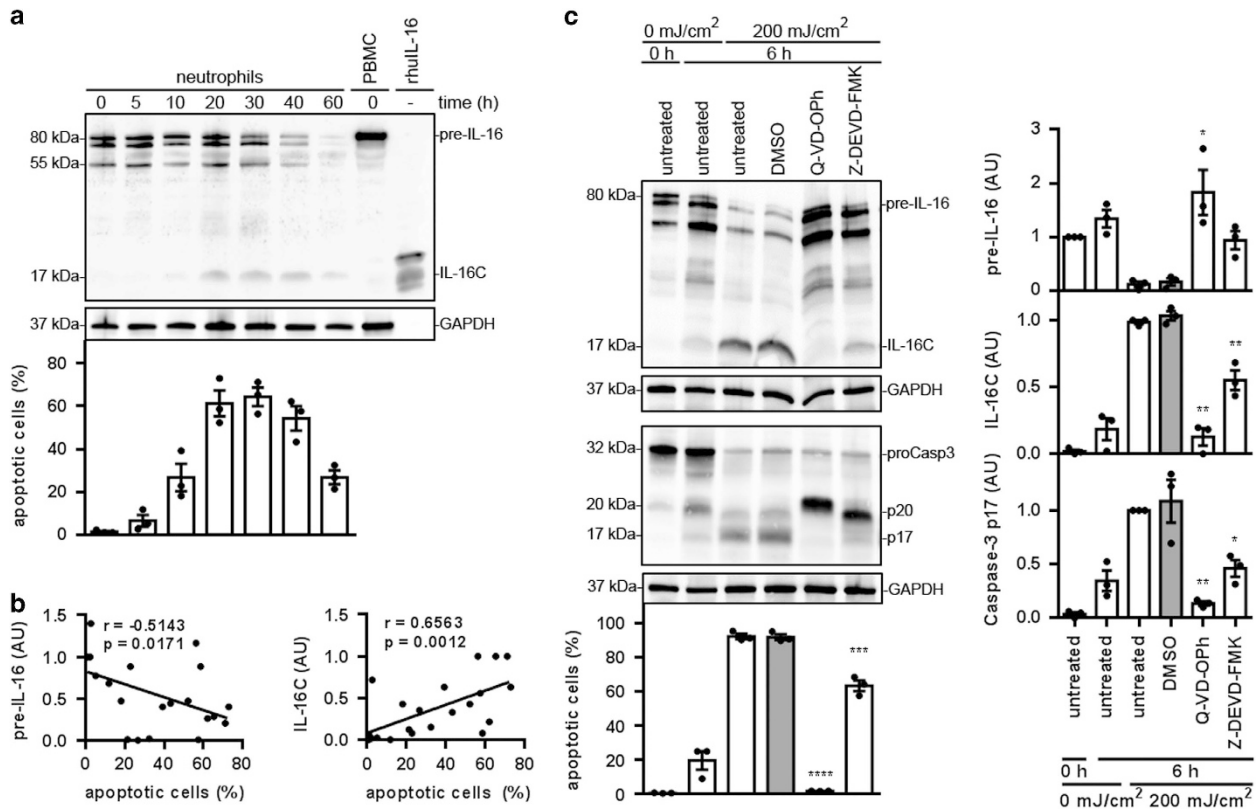 a
neutrophils
PBMC
rhuIL-16
0 5 10 20 30 40 60 0 - time (h)
80 kDa
pre-IL-16
55 kDa
17 kDa
IL-16C
37 kDa
GAPDH
apoptotic cells (%)
80
60
40
20
0
b
pre-IL-16 (AU)
1.5
1.0
0.5
0.0
r = -0.5143
p = 0.0171
0 20 40 60 80
apoptotic cells (%)
IL-16C (AU)
1.5
1.0
0.5
0.0
r = 0.6563
p = 0.0012
0 20 40 60 80
apoptotic cells (%)
c
0 mJ/cm² 200 mJ/cm²
0 h 6 h
untreated
untreated
untreated
DMSO
Q-VD-OPh
Z-DEVD-FMK
80 kDa
pre-IL-16
17 kDa
IL-16C
37 kDa
GAPDH
32 kDa
proCasp3
20 kDa
p20
17 kDa
p17
37 kDa
GAPDH
apoptotic cells (%)
100
80
60
40
20
0
****
***
pre-IL-16 (AU)
3
2
1
0
*
IL-16C (AU)
1.0
0.5
0.0
**
**
Caspase-3 p17 (AU)
1.5
1.0
0.5
0.0
**
*
untreated
untreated
untreated
DMSO
Q-VD-OPh
Z-DEVD-FMK
0 h 6 h
0 mJ/cm² 200 mJ/cm²